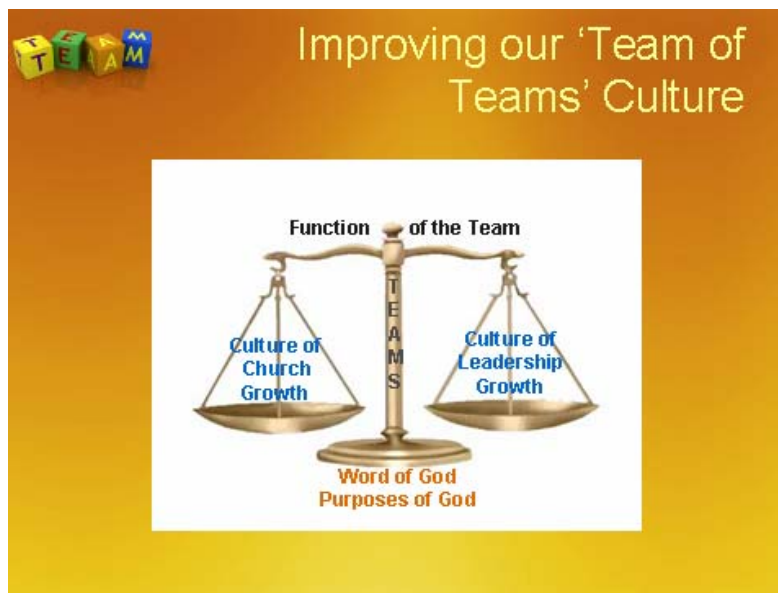 TEAM
Improving our ‘Team of
Teams’ Culture
Function of the Team
TEAMS
Culture of
Church
Growth
Culture of
Leadership
Growth
Word of God
Purposes of God